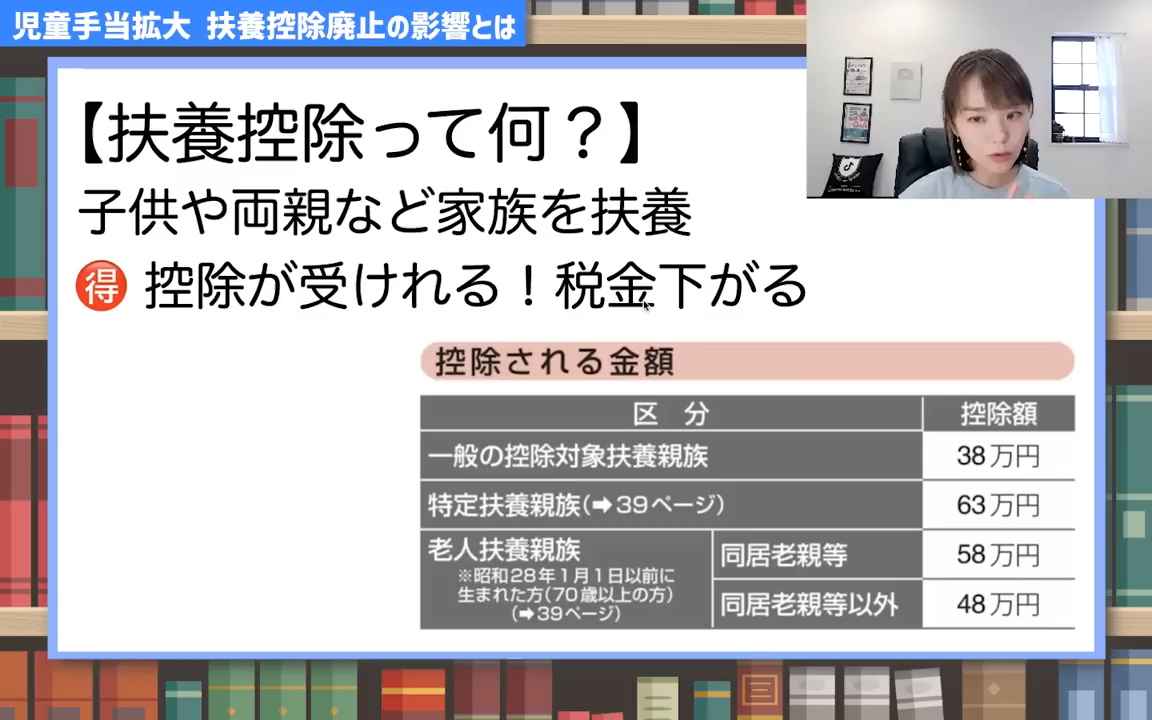 児童手当拡大 扶養控除廃止の影響とは
【扶養控除って何？】
子供や両親など家族を扶養
得 控除が受けれる！税金下がる
控除される金額
区 分 控除額
一般の控除対象扶養親族 38万円
特定扶養親族(➡39ページ) 63万円
老人扶養親族
※昭和28年1月1日以前に
生まれた方(70歳以上の方)
(➡39ページ)
同居老親等 58万円
同居老親等以外 48万円